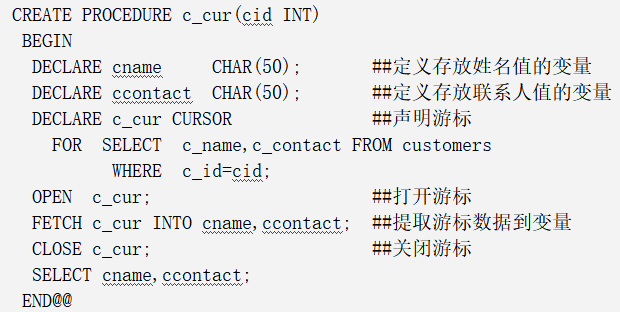 CREATE PROCEDURE c_cur(cid INT)
BEGIN
DECLARE cname CHAR(50); ##定义存放姓名值的变量
DECLARE ccontact CHAR(50); ##定义存放联系人值的变量
DECLARE c_cur CURSOR ##声明游标
FOR SELECT c_name,c_contact FROM customers
WHERE c_id=cid;
OPEN c_cur; ##打开游标
FETCH c_cur INTO cname,ccontact; ##提取游标数据到变量
CLOSE c_cur; ##关闭游标
SELECT cname,ccontact;
END@@